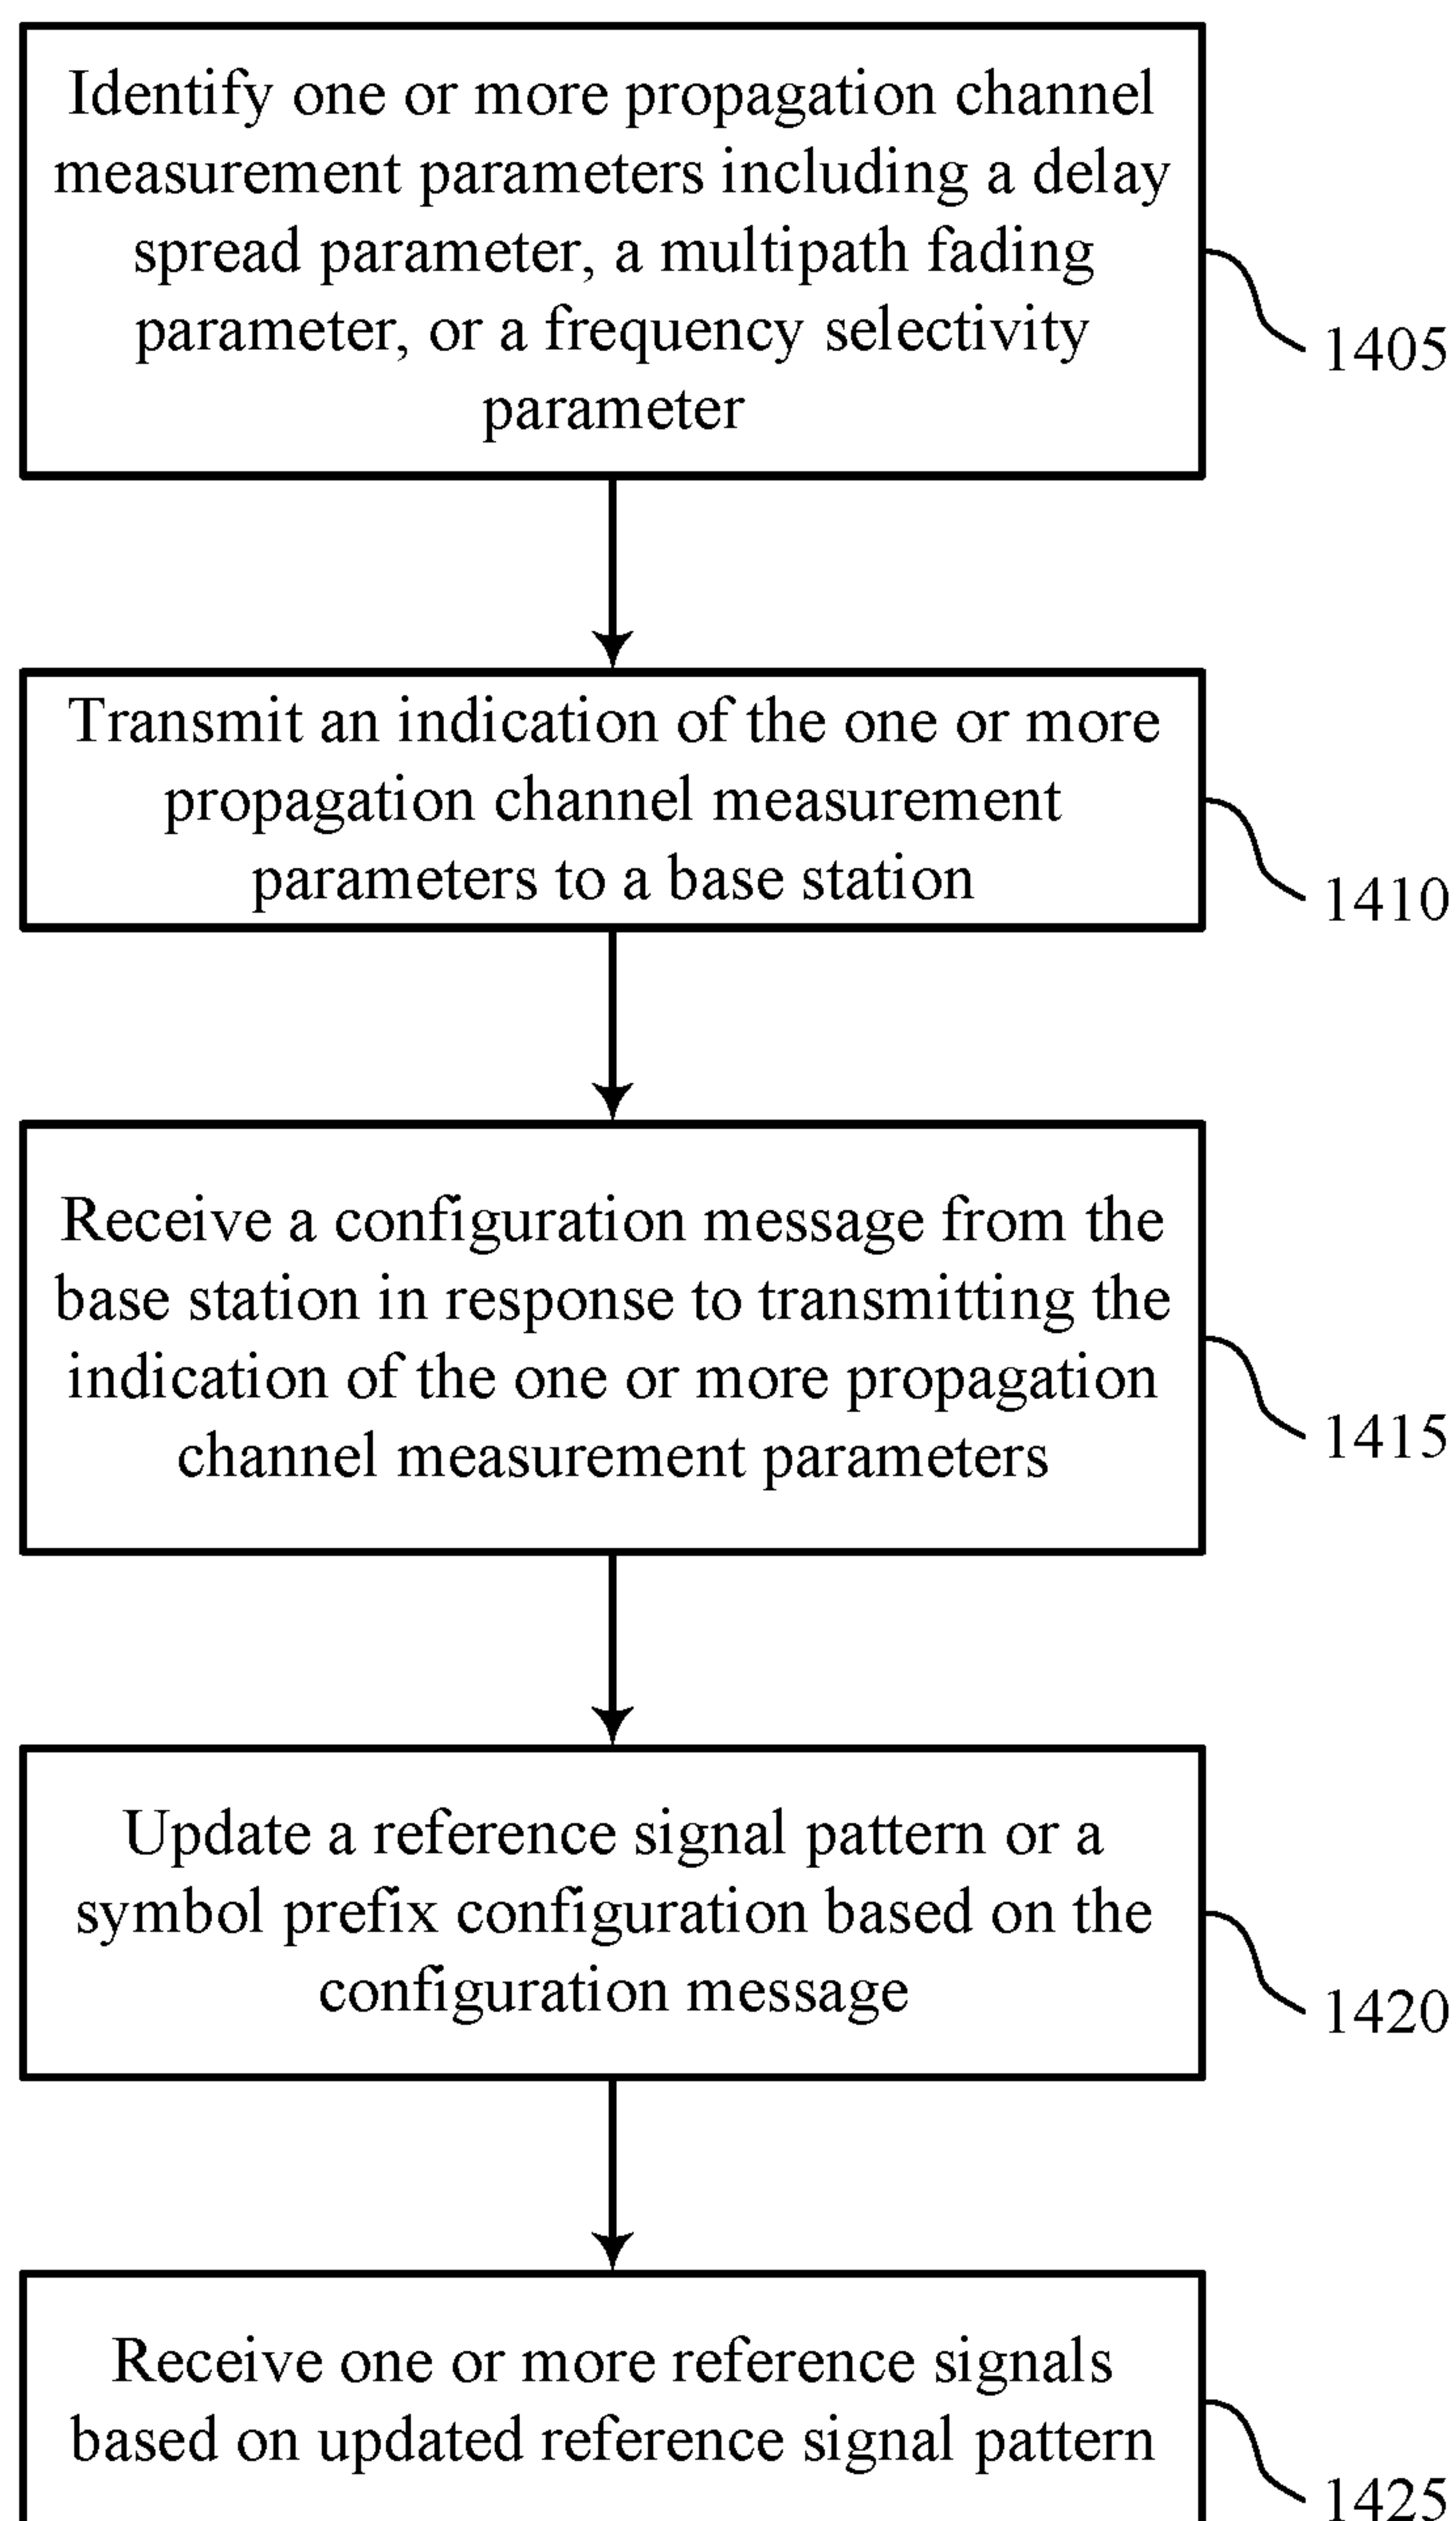 Identify one or more propagation channel
measurement parameters including a delay
spread parameter, a multipath fading
parameter, or a frequency selectivity
parameter
1405
Transmit an indication of the one or more
propagation channel measurement
parameters to a base station
1410
Receive a configuration message from the
base station in response to transmitting the
indication of the one or more propagation
channel measurement parameters
1415
Update a reference signal pattern or a
symbol prefix configuration based on the
configuration message
1420
Receive one or more reference signals
based on updated reference signal pattern
1425